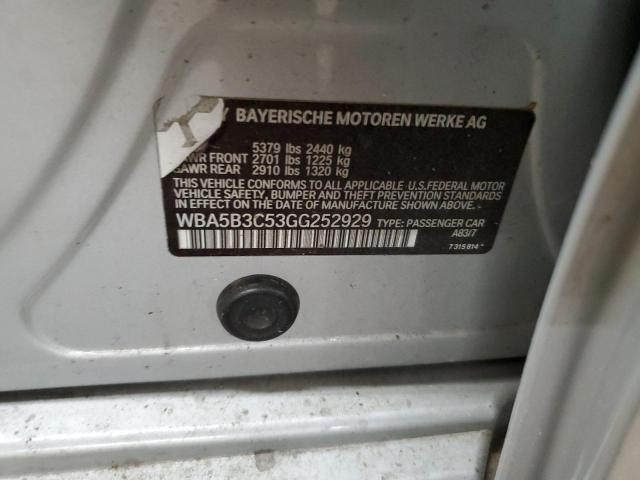 Y BAYERISCHE MOTOREN WERKE AG
5379 lbs 2440 kg
GAWR FRONT 2701 lbs 1225 kg
GAWR REAR 2910 lbs 1320 kg
THIS VEHICLE CONFORMS TO ALL APPLICABLE U.S.FEDERAL MOTOR
VEHICLE SAFETY, BUMPER, AND THEFT PREVENTION STANDARDS
IN EFFECT ON THE DATE OF MANUFACTURE SHOWN ABOVE.
WBA5B3C53GG252929 TYPE: PASSENGER CAR
A83/7
7315814